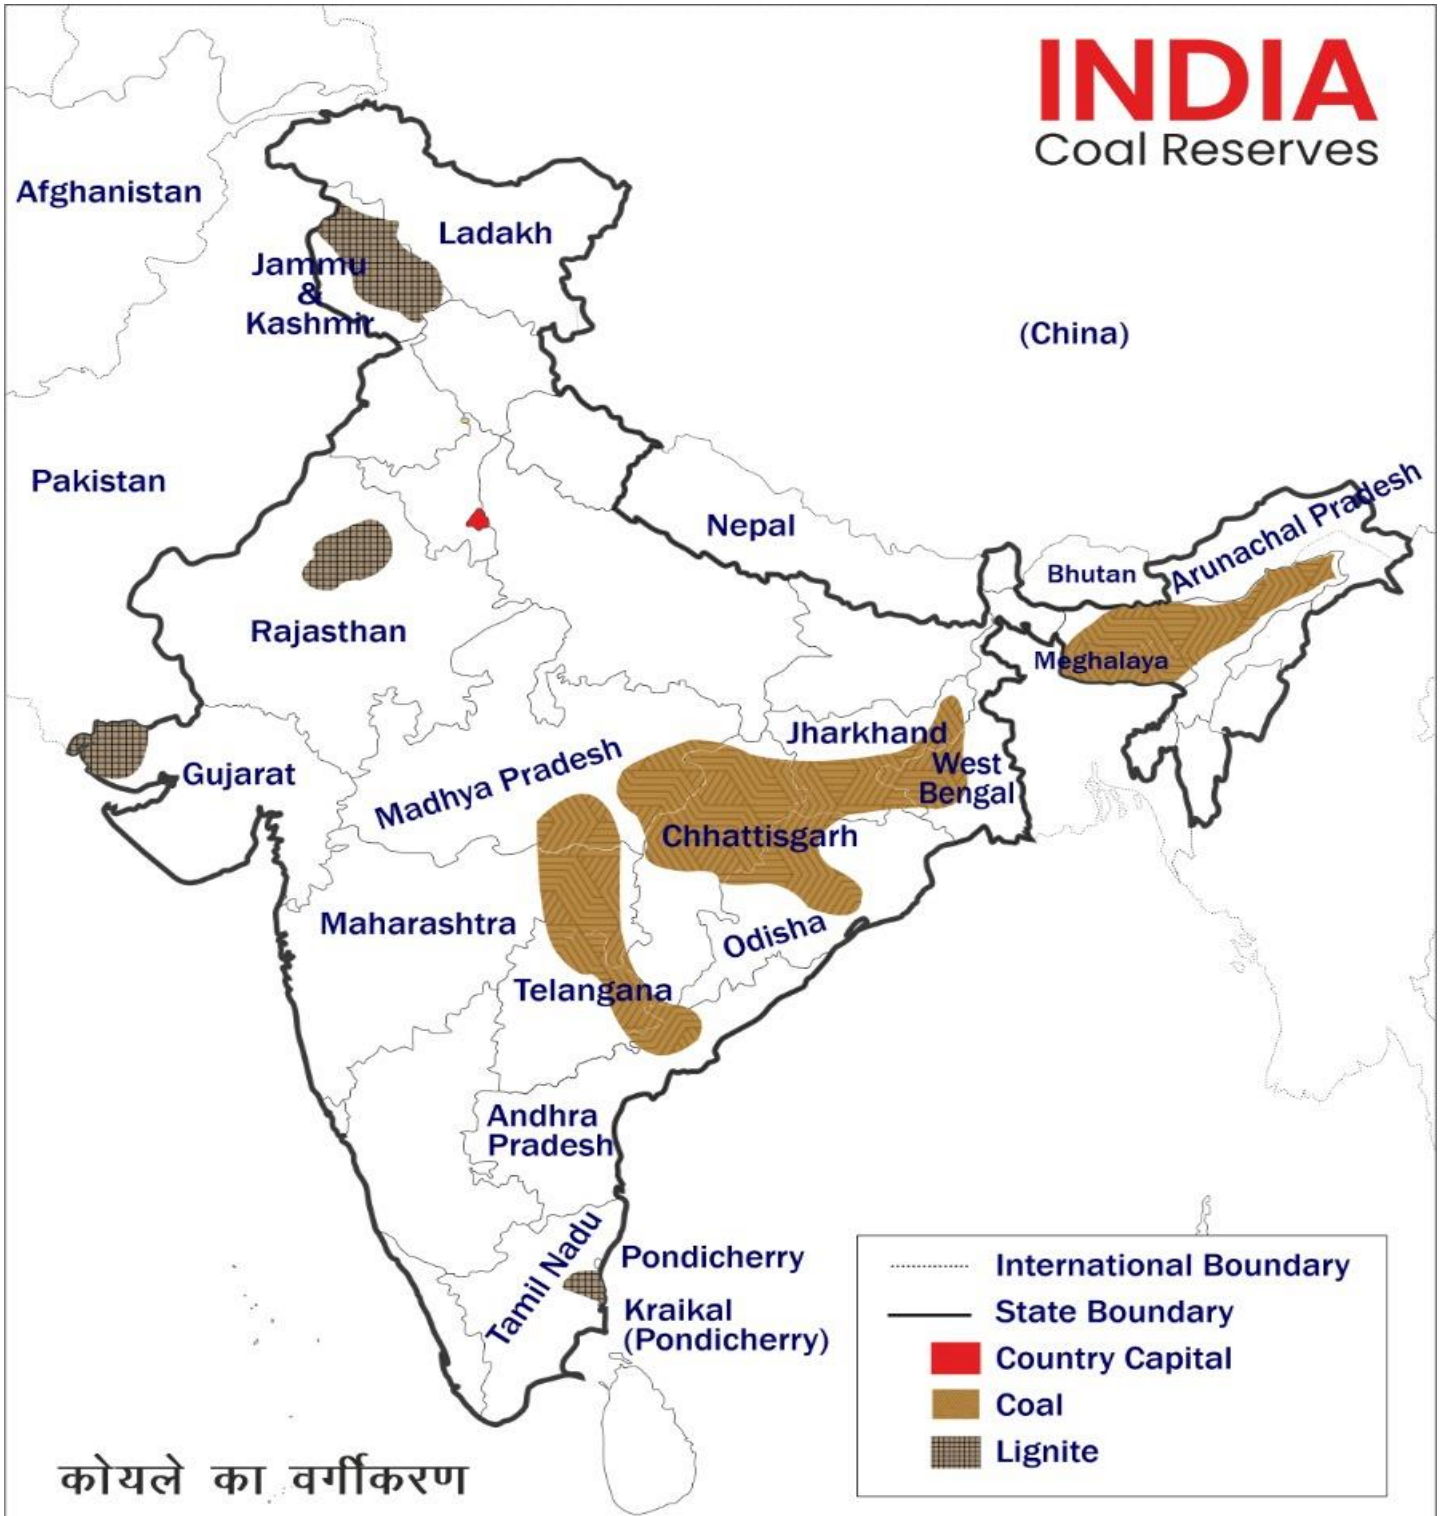 INDIA
Coal Reserves
Afghanistan
Ladakh
Jammu
&
Kashmir
(China)
Pakistan
Nepal
Arunachal Pradesh
Bhutan
Rajasthan
Meghalaya
Jharkhand
Madhya Pradesh
West
Bengal
Gujarat
Chhattisgarh
Maharashtra
Odisha
Telangana
Andhra
Pradesh
Tamil Nadu
Pondicherry
Kraikal
(Pondicherry)
International Boundary
State Boundary
Country Capital
Coal
Lignite
कोयले का वर्गीकरण